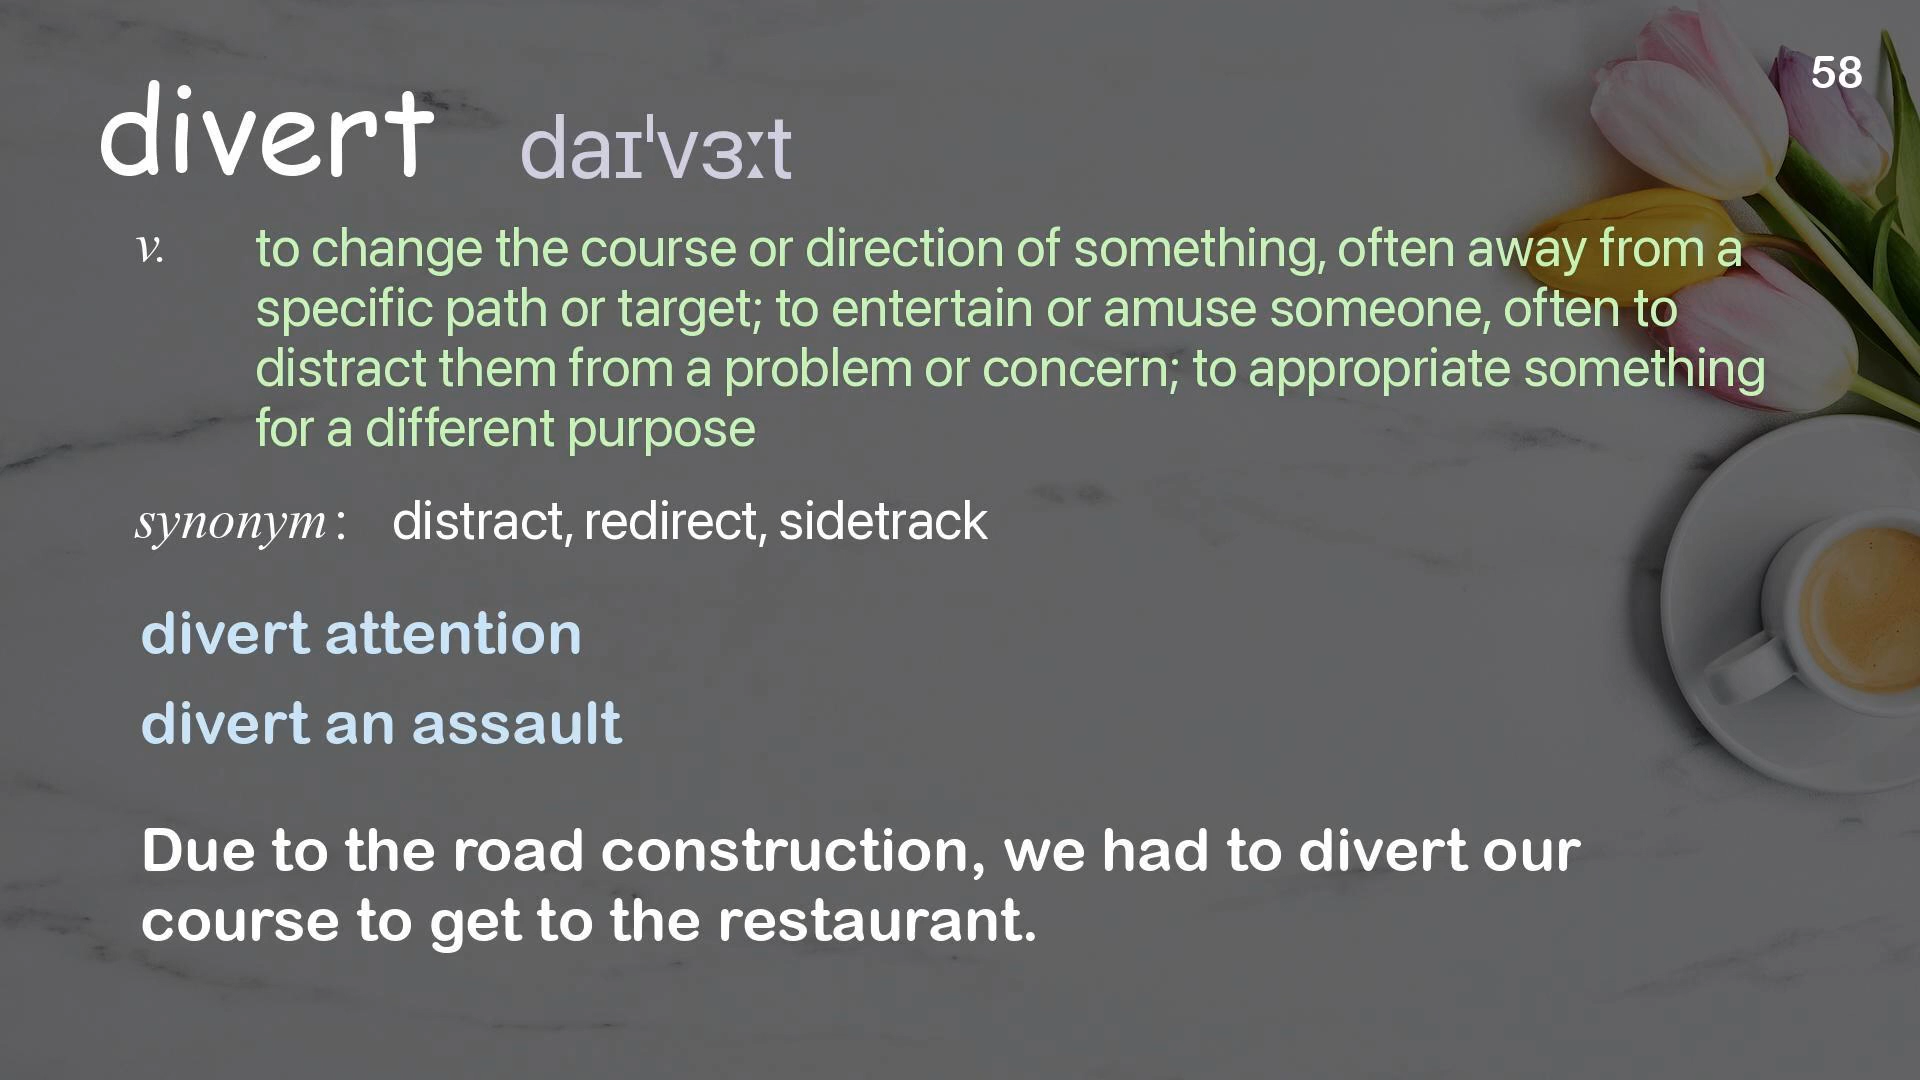 58
divert daɪˈvɜːt
v. to change the course or direction of something, often away from a
specific path or target; to entertain or amuse someone, often to
distract them from a problem or concern; to appropriate something
for a different purpose
synonym: distract, redirect, sidetrack
divert attention
divert an assault
Due to the road construction, we had to divert our
course to get to the restaurant.